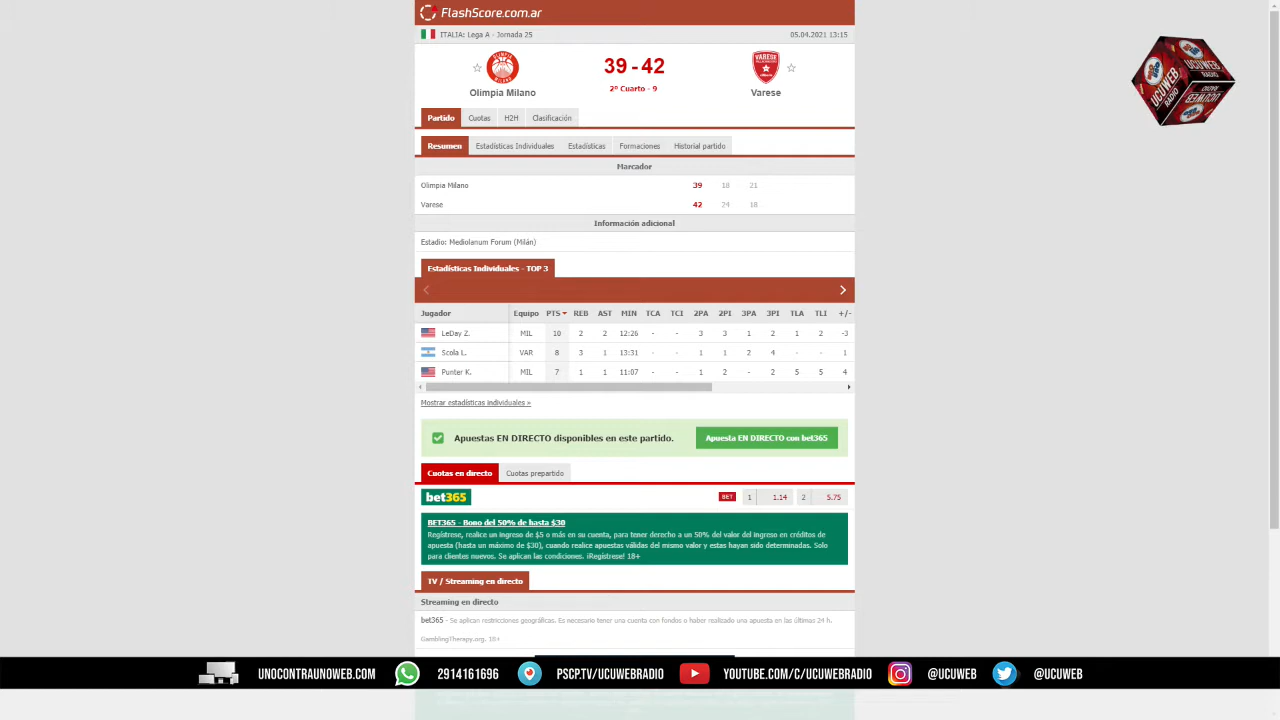 FlashScore.com.ar
ITALIA: Lega A - Jornada 25 05.04.2021 13:15
39 - 42
2º Cuarto - 9
Olimpia Milano Varese
Partido Cuotas H2H Clasificación
Resumen Estadísticas Individuales Estadísticas Formaciones Historial partido
Marcador
Olimpia Milano 39 18 21
Varese 42 24 18
Información adicional
Estadio: Mediolanum Forum (Milán)
Estadísticas Individuales - TOP 3
Jugador Equipo PTS REB AST MIN TCA TCI 2PA 2PI 3PA 3PI TLA TLI +/-
LeDay Z. MIL 10 2 2 12:26 - - 3 3 1 2 1 2 -3
Scola L. VAR 8 3 1 13:31 - - 1 1 2 4 - - 1
Punter K. MIL 7 1 1 11:07 - - 1 2 - 2 5 5 4
Mostrar estadísticas individuales »
Apuestas EN DIRECTO disponibles en este partido. Apuesta EN DIRECTO con bet365
Cuotas en directo Cuotas prepartido
bet365 BET 1 1.14 2 5.75
BET365 - Bono del 50% de hasta $30
Regístrese, realice un ingreso de $5 o más en su cuenta, para tener derecho a un 50% del valor del ingreso en créditos de
apuesta (hasta un máximo de $30), cuando realice apuestas válidas del mismo valor y estas hayan sido determinadas. Solo
para clientes nuevos. Se aplican las condiciones. ¡Regístrese! 18+
TV / Streaming en directo
Streaming en directo
bet365 - Se aplican restricciones geográficas. Es necesario tener una cuenta con fondos o haber realizado una apuesta en las últimas 24 h.
GamblingTherapy.org. 18+
UNOCONTRAUNOWEB.COM 2914161696 PSCP.TV/UCUWEBRADIO YOUTUBE.COM/C/UCUWEBRADIO @UCUWEB @UCUWEB
UCUWEB
RADIO
UCUWEB
RADIO
UCUWEB
RADIO